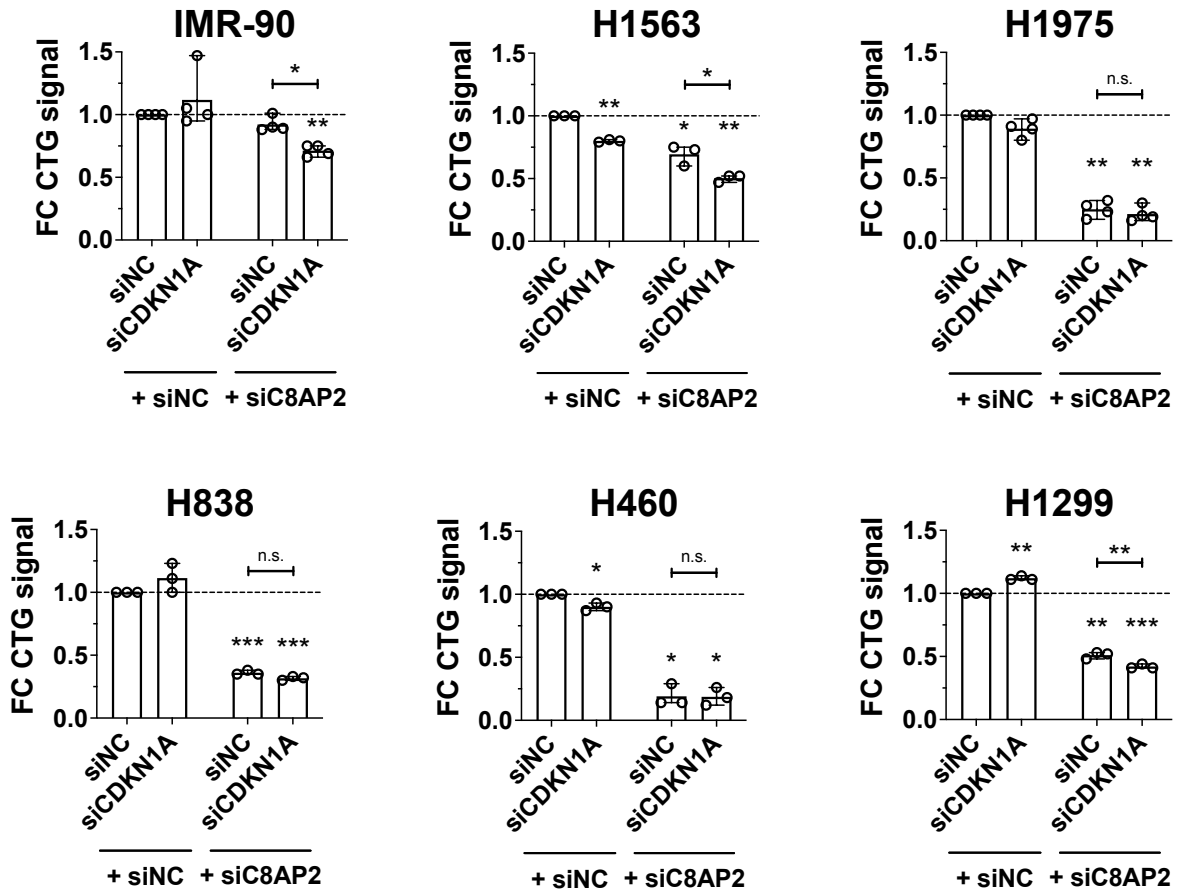 IMR-90
FC CTG signal
1.5
1.0
0.5
0.0
*
**
siNC
siCDKN1A
siNC
siCDKN1A
+ siNC
+ siC8AP2
H1563
FC CTG signal
1.5
1.0
0.5
0.0
**
*
*
**
siNC
siCDKN1A
siNC
siCDKN1A
+ siNC
+ siC8AP2
H1975
FC CTG signal
1.5
1.0
0.5
0.0
n.s.
**
**
siNC
siCDKN1A
siNC
siCDKN1A
+ siNC
+ siC8AP2
H838
FC CTG signal
1.5
1.0
0.5
0.0
n.s.
***
***
siNC
siCDKN1A
siNC
siCDKN1A
+ siNC
+ siC8AP2
H460
FC CTG signal
1.5
1.0
0.5
0.0
*
n.s.
*
*
siNC
siCDKN1A
siNC
siCDKN1A
+ siNC
+ siC8AP2
H1299
FC CTG signal
1.5
1.0
0.5
0.0
**
**
**
***
siNC
siCDKN1A
siNC
siCDKN1A
+ siNC
+ siC8AP2